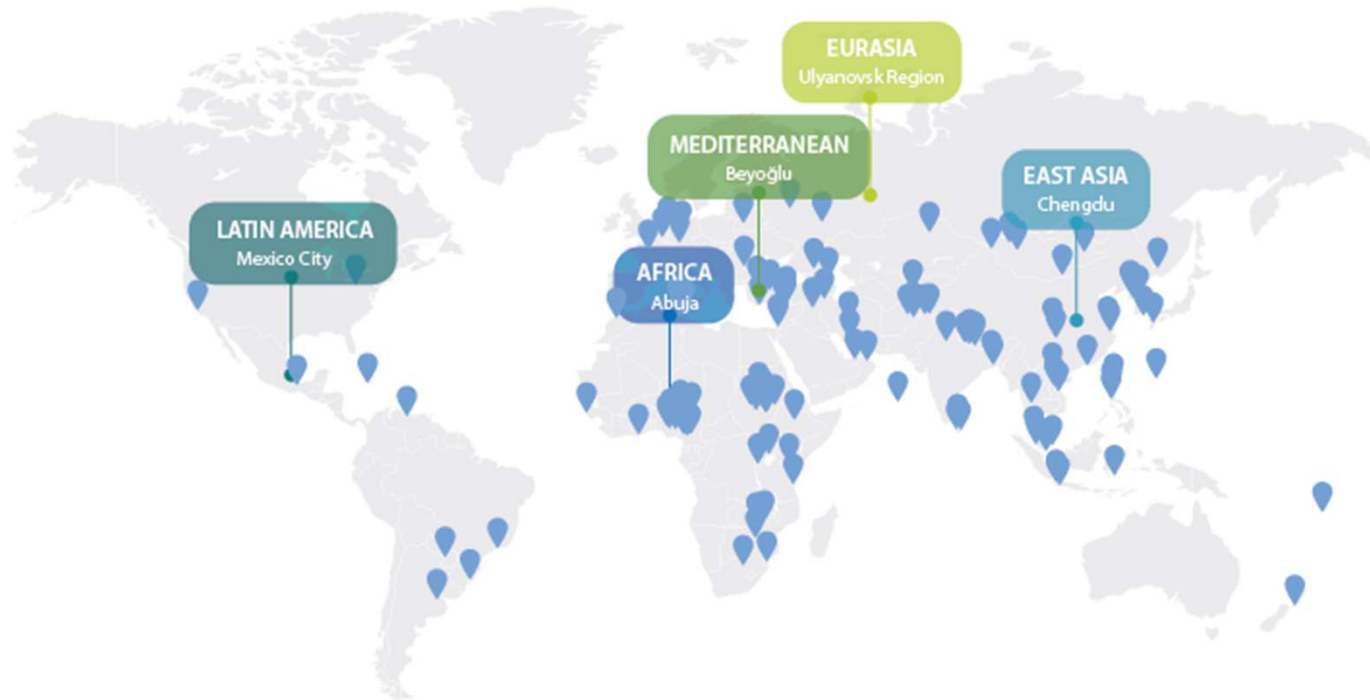 EURASIA
Ulyanovsk Region
MEDITERRANEAN
Beyoğlu
EAST ASIA
Chengdu
LATIN AMERICA
Mexico City
AFRICA
Abuja